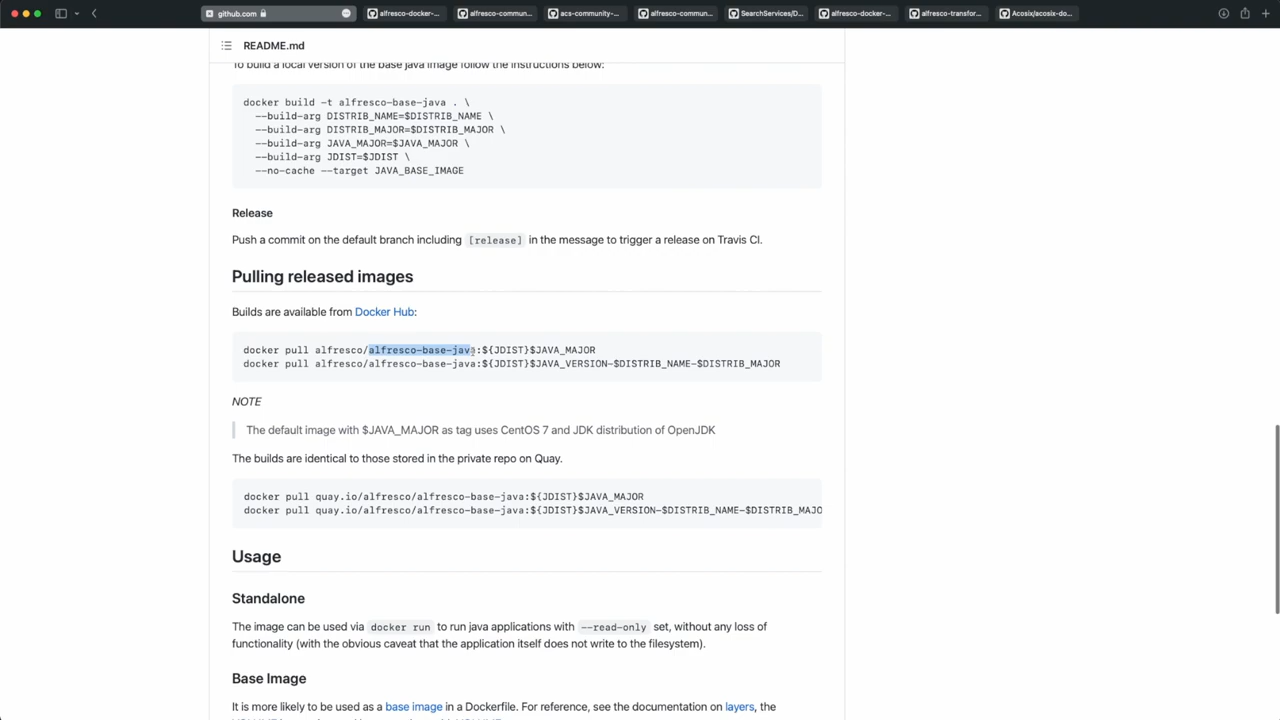 github.com
alfresco-docker-...
alfresco-commun...
acs-community-...
alfresco-commun...
SearchServices/D...
alfresco-docker-...
alfresco-transfor...
Acosix/acosix-do...
README.md
To build a local version of the base java image follow the instructions below:
docker build -t alfresco-base-java . \
--build-arg DISTRIB_NAME=$DISTRIB_NAME \
--build-arg DISTRIB_MAJOR=$DISTRIB_MAJOR \
--build-arg JAVA_MAJOR=$JAVA_MAJOR \
--build-arg JDIST=$JDIST \
--no-cache --target JAVA_BASE_IMAGE
Release
Push a commit on the default branch including [release] in the message to trigger a release on Travis CI.
Pulling released images
Builds are available from Docker Hub:
docker pull alfresco/alfresco-base-java:${JDIST}$JAVA_MAJOR
docker pull alfresco/alfresco-base-java:${JDIST}$JAVA_VERSION-$DISTRIB_NAME-$DISTRIB_MAJOR
NOTE
The default image with $JAVA_MAJOR as tag uses CentOS 7 and JDK distribution of OpenJDK
The builds are identical to those stored in the private repo on Quay.
docker pull quay.io/alfresco/alfresco-base-java:${JDIST}$JAVA_MAJOR
docker pull quay.io/alfresco/alfresco-base-java:${JDIST}$JAVA_VERSION-$DISTRIB_NAME-$DISTRIB_MAJO
Usage
Standalone
The image can be used via docker run to run java applications with --read-only set, without any loss of
functionality (with the obvious caveat that the application itself does not write to the filesystem).
Base Image
It is more likely to be used as a base image in a Dockerfile. For reference, see the documentation on layers, the